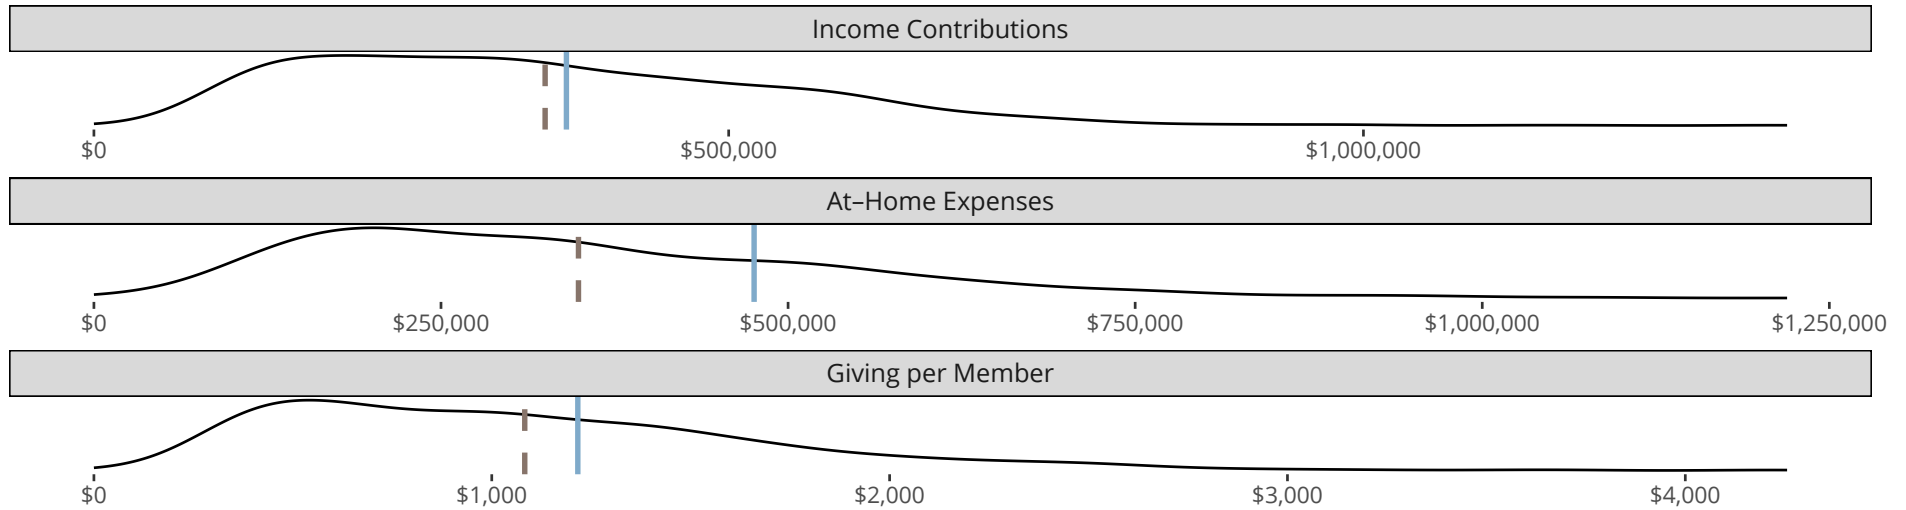 Income Contributions
$0 $500,000 $1,000,000
At–Home Expenses
$0 $250,000 $500,000 $750,000 $1,000,000 $1,250,000
Giving per Member
$0 $1,000 $2,000 $3,000 $4,000